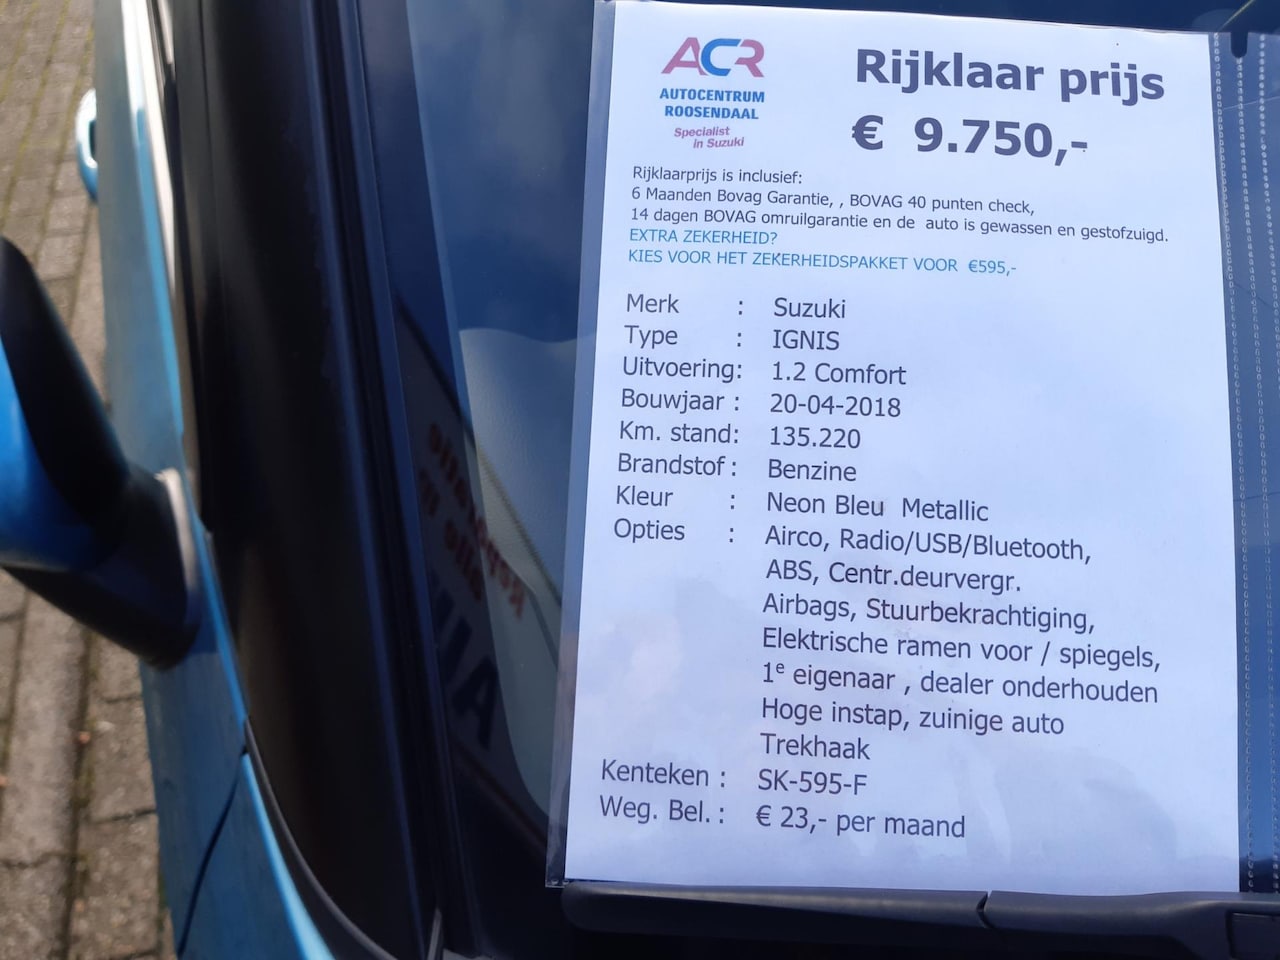 ACR
AUTOCENTRUM
ROOSENDAAL
Specialist
in Suzuki
Rijklaar prijs
€ 9.750,-
Rijklaarprijs is inclusief:
6 Maanden Bovag Garantie, , BOVAG 40 punten check,
14 dagen BOVAG omruilgarantie en de auto is gewassen en gestofzuigd.
EXTRA ZEKERHEID?
KIES VOOR HET ZEKERHEIDSPAKKET VOOR €595,-
Merk : Suzuki
Type : IGNIS
Uitvoering: 1.2 Comfort
Bouwjaar : 20-04-2018
Km. stand: 135.220
Brandstof : Benzine
Kleur : Neon Bleu Metallic
Opties : Airco, Radio/USB/Bluetooth,
ABS, Centr.deurvergr.
Airbags, Stuurbekrachtiging,
Elektrische ramen voor / spiegels,
1e eigenaar , dealer onderhouden
Hoge instap, zuinige auto
Trekhaak
Kenteken : SK-595-F
Weg. Bel. : € 23,- per maand